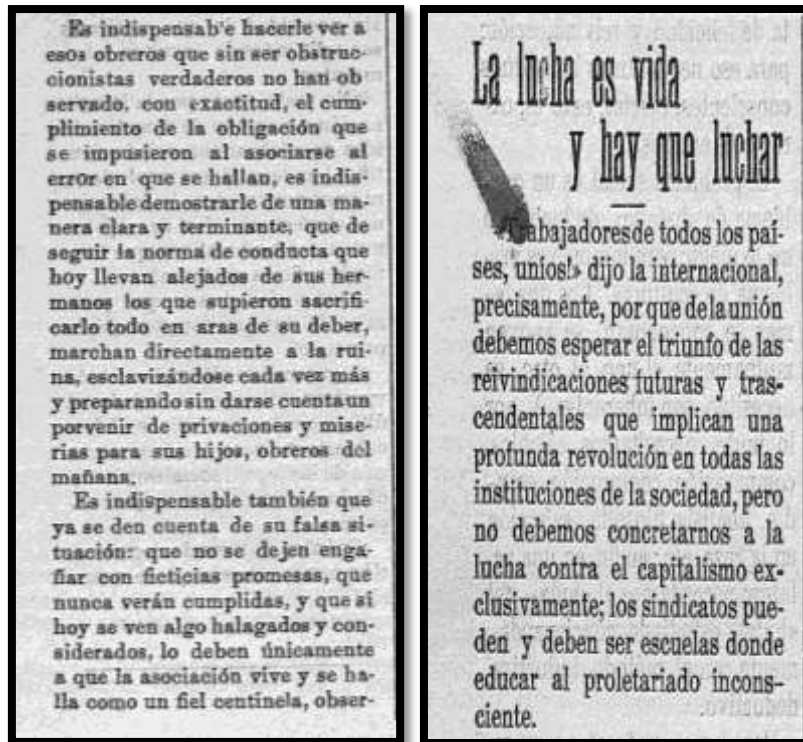 Es indispensab'e hacerle ver a
esos obreros que sin ser obstruc-
cionistas verdaderos no han ob
servado, con exactitud, el cum-
plimiento de la obligación que
se impusieron al asociarse al
error en que se hallan, es indis-
pensable demostrarle de una ma-
nera clara y terminante, que de
seguir la norma de conducta que
hoy llevan alejados de sus her-
manos los que supieron sacrifi
carlo todo en aras de su deber,
marchan directamente a la rui-
na, esclavizándose cada vez más
y preparando sin darse cuenta un
porvenir de privaciones y mise-
rias para sus hijos, obreros del
mañana.
Es indispensable también que
ya se den cuenta de su falsa si-
tuación: que no se dejen enga-
ñar con ficticias promesas, que
nunca verán cumplidas, y que si
hoy se ven algo halagados y con-
siderados, lo deben únicamente
a que la asociación vive y se ha-
lla como un fiel centinela, obser-
La lucha es vida
y hay que luchar
«Trabajadores de todos los paí-
ses, uníos!» dijo la internacional,
precisamente, por que de la unión
debemos esperar el triunfo de las
reivindicaciones futuras y tras-
cendentales que implican una
profunda revolución en todas las
instituciones de la sociedad, pero
no debemos concretarnos a la
lucha contra el capitalismo ex-
clusivamente; los sindicatos pue-
den y deben ser escuelas donde
educar al proletariado incons-
ciente.